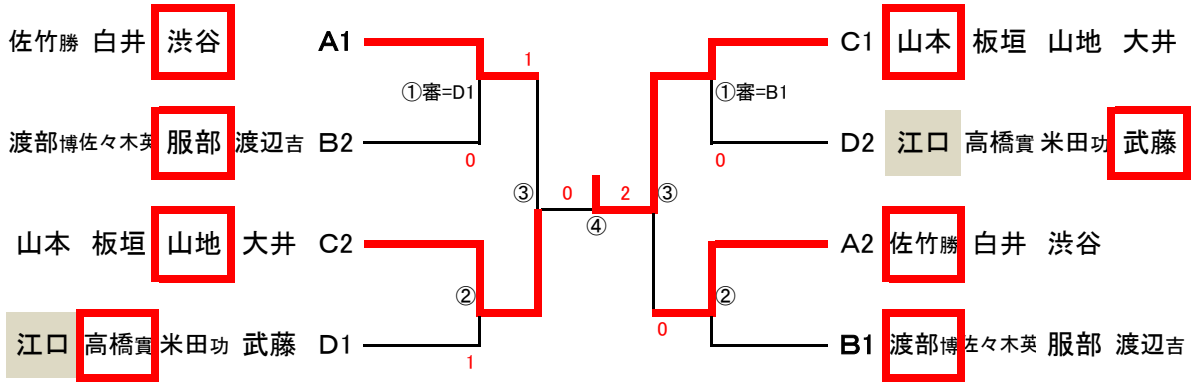 佐竹勝 白井 渋谷 A1 1 C1 山本 板垣 山地 大井
①審=D1 ①審=B1
渡部博 佐々木英 服部 渡辺吉 B2 0 0 D2 江口 高橋實 米田功 武藤
③ 0 2 ③
④
山本 板垣 山地 大井 C2 A2 佐竹勝 白井 渋谷
② ②
江口 高橋實 米田功 武藤 D1 1 0 B1 渡部博 佐々木英 服部 渡辺吉